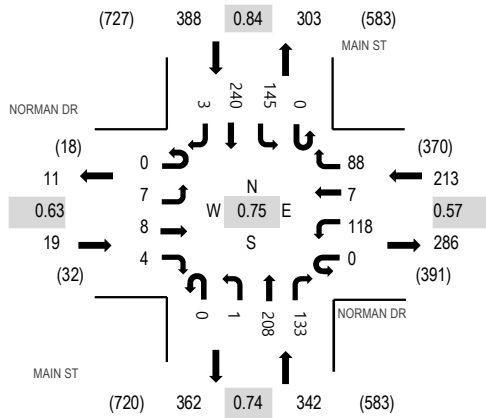 (727) 388 0.84 303 (583)
MAIN ST
NORMAN DR
3 240 145 0
(18) (370)
0 88
11 213
7 N 7
0.63 W 0.75 E 0.57
8 118
19 S 286
4 0
(32) (391)
0 1 208 133
NORMAN DR
MAIN ST
(720) 362 0.74 342 (583)